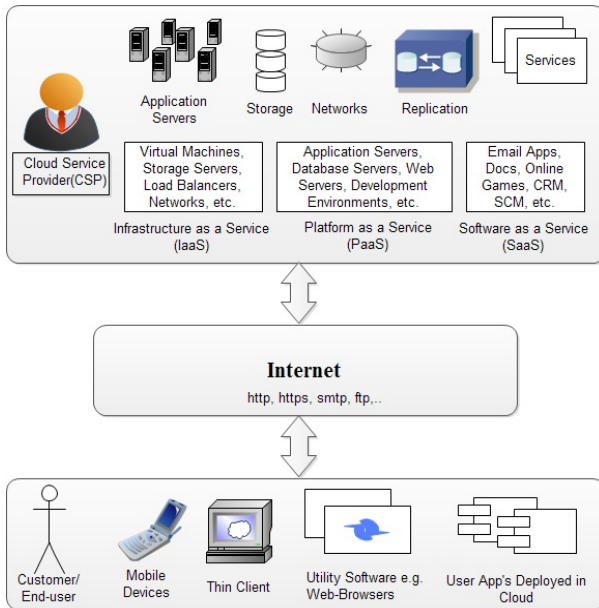 Application
Servers
Storage
Networks
Replication
Services
Cloud Service
Provider(CSP)
Virtual Machines,
Storage Servers,
Load Balancers,
Networks, etc.
Infrastructure as a Service
(IaaS)
Application Servers,
Database Servers, Web
Servers, Development
Environments, etc.
Platform as a Service
(PaaS)
Email Apps,
Docs, Online
Games, CRM,
SCM, etc.
Software as a Service
(SaaS)
Internet
http, https, smtp, ftp,..
Customer/
End-user
Mobile
Devices
Thin Client
Utility Software e.g.
Web-Browsers
User App's Deployed in
Cloud